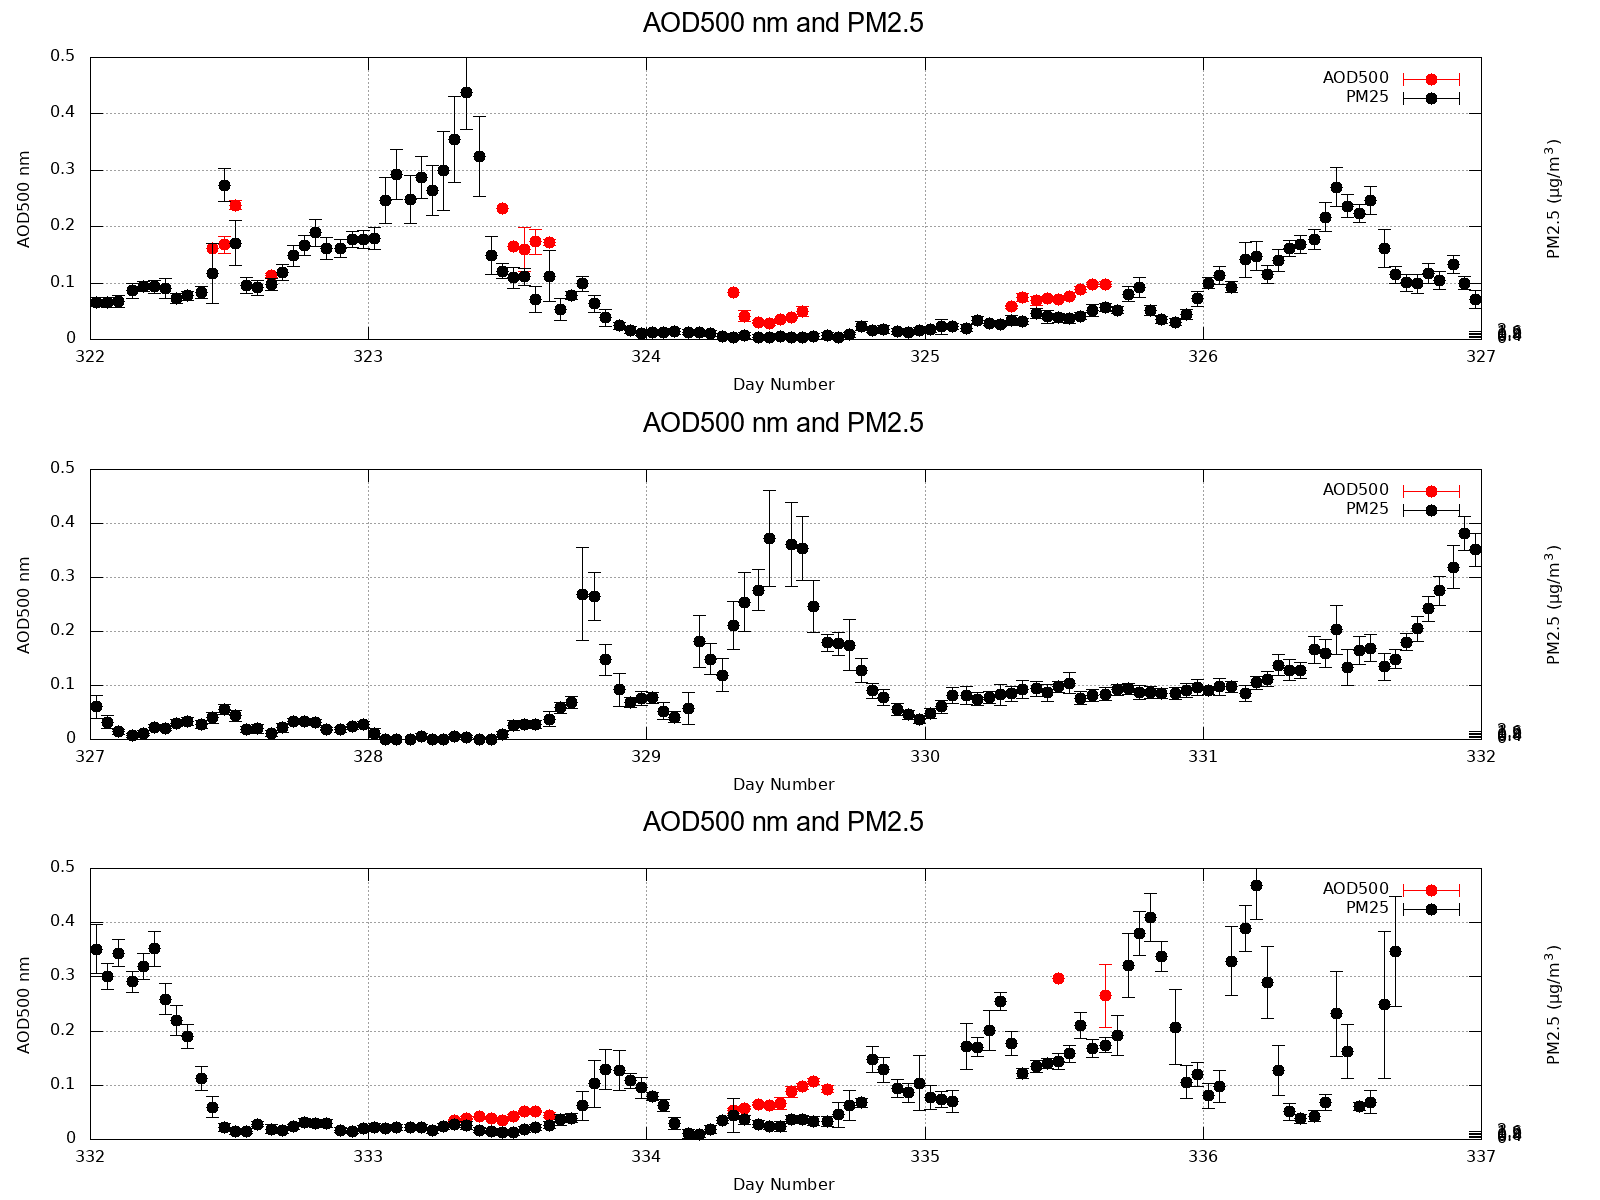 AOD500 nm and PM2.5
0.5
0.4
0.3
0.2
0.1
0
AOD500 nm
PM2.5 (µg/m3)
AOD500
PM25
322 323 324 325 326 327
Day Number
AOD500 nm and PM2.5
0.5
0.4
0.3
0.2
0.1
0
AOD500 nm
PM2.5 (µg/m3)
AOD500
PM25
327 328 329 330 331 332
Day Number
AOD500 nm and PM2.5
0.5
0.4
0.3
0.2
0.1
0
AOD500 nm
PM2.5 (µg/m3)
AOD500
PM25
332 333 334 335 336 337
Day Number